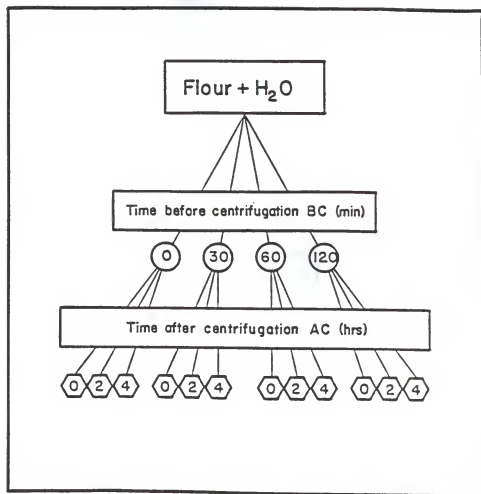 Flour + H₂O
Time before centrifugation BC (min)
0 30 60 120
Time after centrifugation AC (hrs)
0 2 4 0 2 4 0 2 4 0 2 4